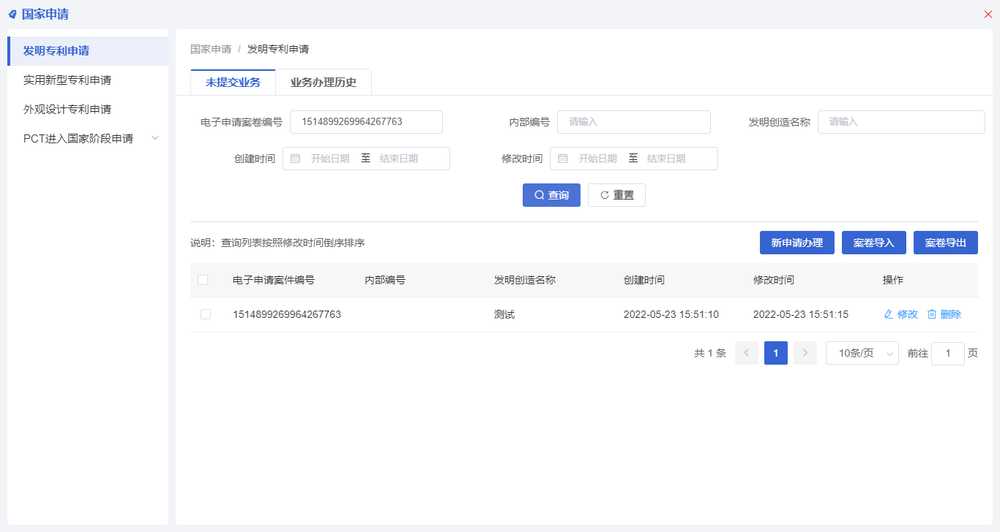 国家申请
发明专利申请
实用新型专利申请
外观设计专利申请
PCT进入国家阶段申请
国家申请 / 发明专利申请
未提交业务 业务办理历史
电子申请案卷编号 1514899269964267763 内部编号 请输入 发明创造名称 请输入
创建时间 开始日期 至 结束日期 修改时间 开始日期 至 结束日期
查询 重置
说明：查询列表按照修改时间倒序排序 新申请办理 案卷导入 案卷导出
电子申请案件编号 内部编号 发明创造名称 创建时间 修改时间 操作
1514899269964267763 测试 2022-05-23 15:51:10 2022-05-23 15:51:15 修改 删除
共 1 条 1 10条/页 前往 1 页